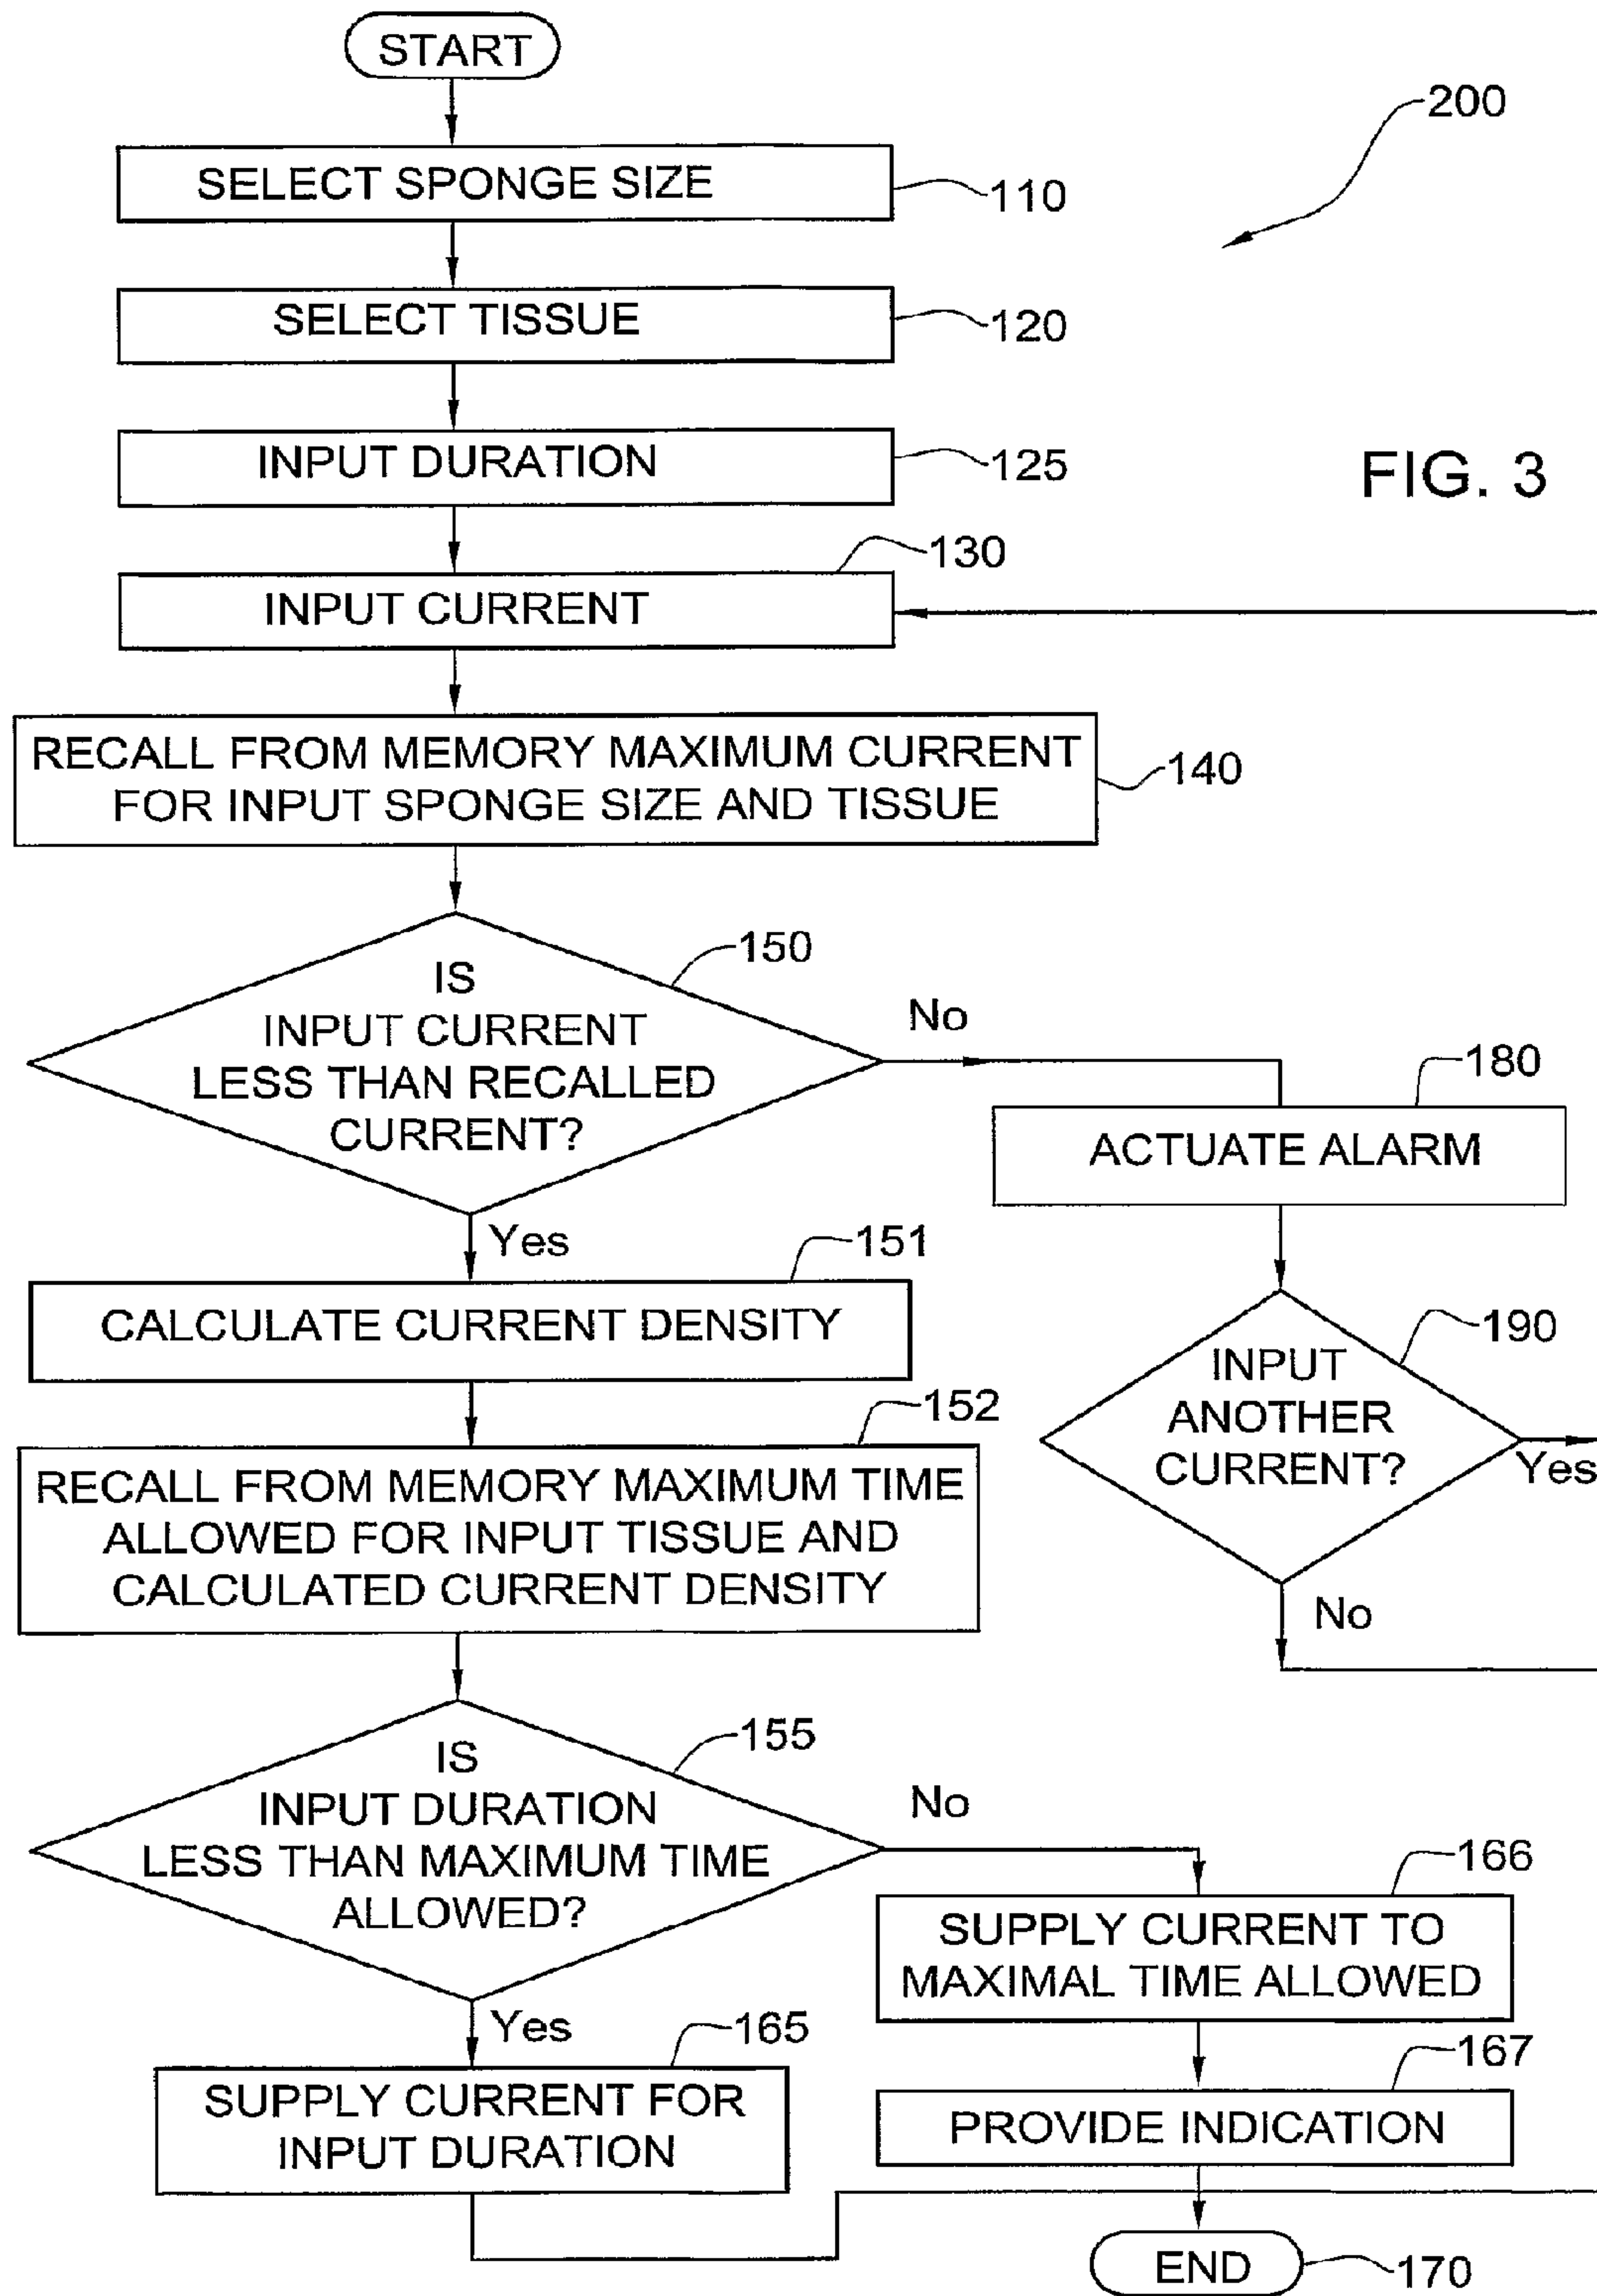 START
200
SELECT SPONGE SIZE
110
SELECT TISSUE
120
INPUT DURATION
125
FIG. 3
130
INPUT CURRENT
RECALL FROM MEMORY MAXIMUM CURRENT
FOR INPUT SPONGE SIZE AND TISSUE
140
150
IS
INPUT CURRENT
LESS THAN RECALLED
CURRENT?
No
180
ACTUATE ALARM
Yes
151
CALCULATE CURRENT DENSITY
190
INPUT
ANOTHER
CURRENT?
Yes
No
152
RECALL FROM MEMORY MAXIMUM TIME
ALLOWED FOR INPUT TISSUE AND
CALCULATED CURRENT DENSITY
155
IS
INPUT DURATION
LESS THAN MAXIMUM TIME
ALLOWED?
No
166
SUPPLY CURRENT TO
MAXIMAL TIME ALLOWED
Yes
165
SUPPLY CURRENT FOR
INPUT DURATION
167
PROVIDE INDICATION
END
170